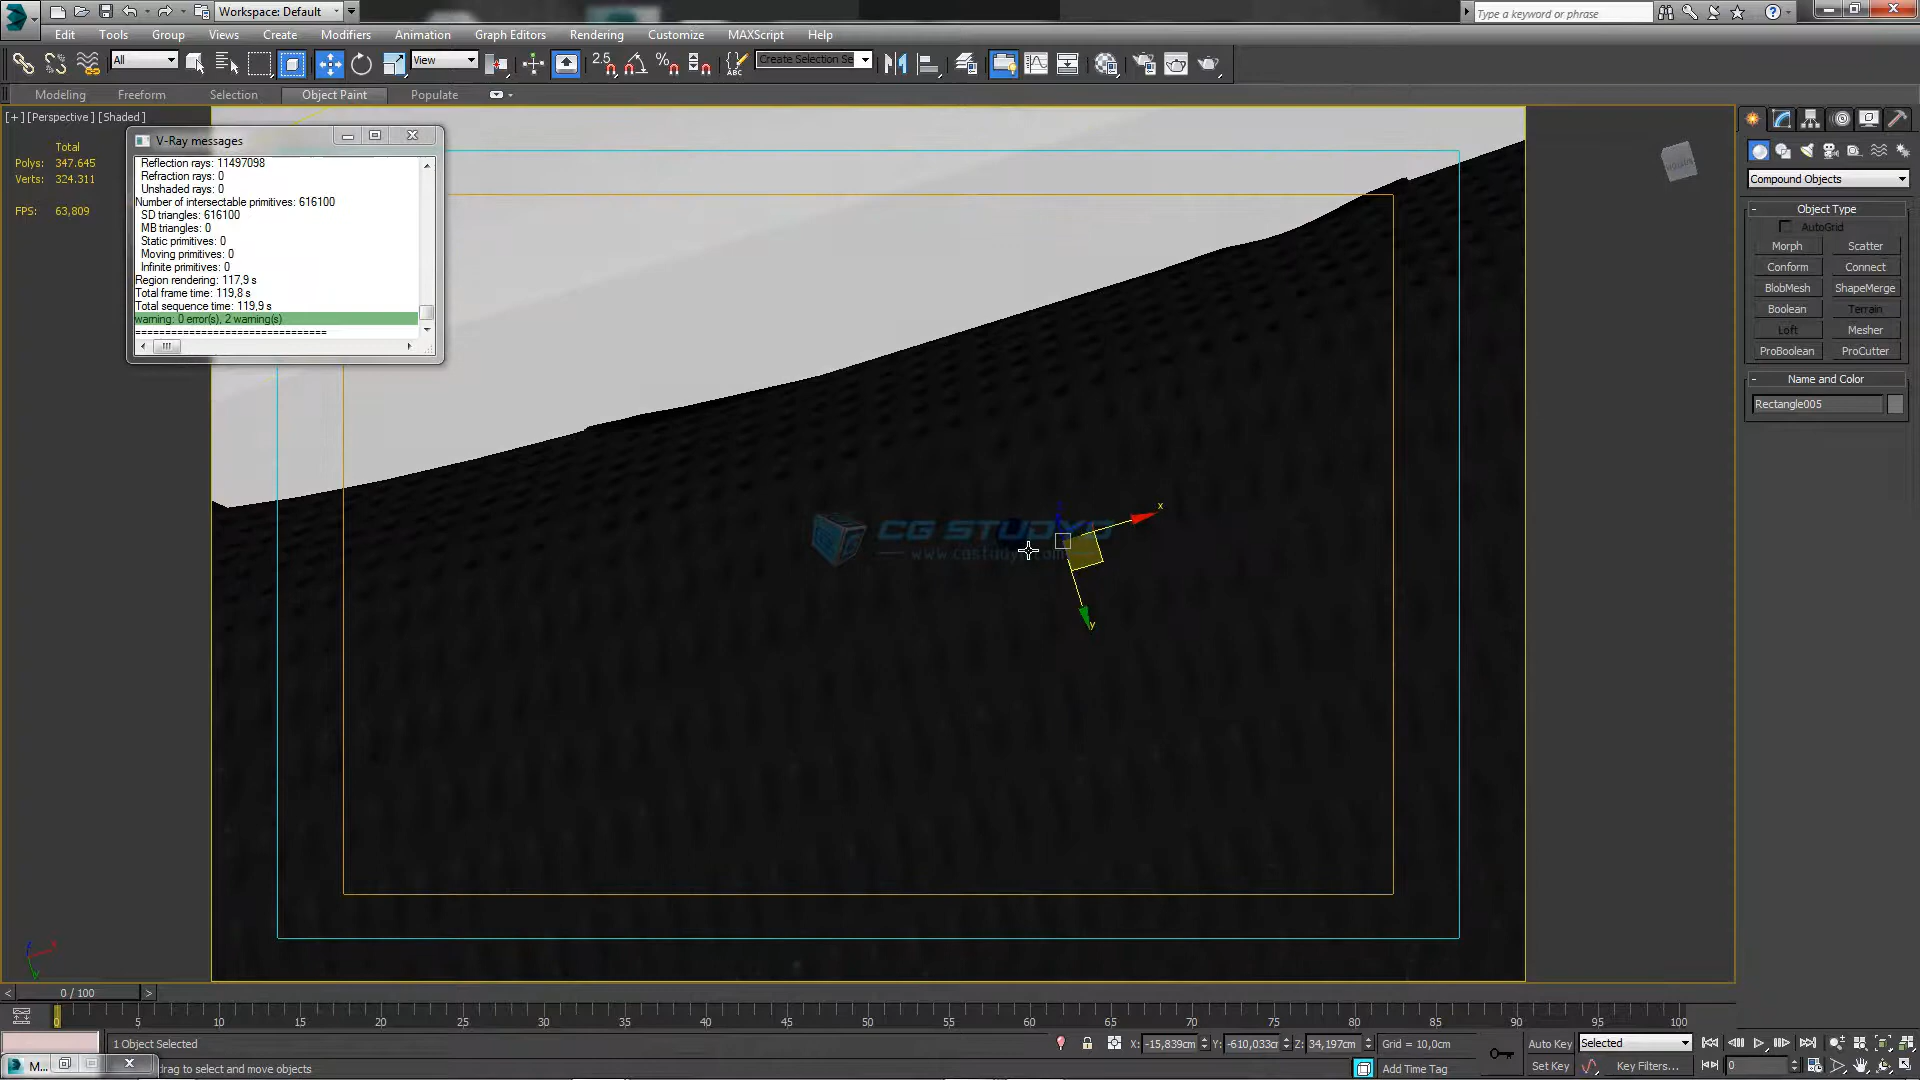 Workspace: Default
Type a keyword or phrase
Edit Tools Group Views Create Modifiers Animation Graph Editors Rendering Customize MAXScript Help
All
View
2.5
Create Selection Se
Modeling Freeform Selection Object Paint Populate
[+] [Perspective] [Shaded]
Total
Polys: 347.645
Verts: 324.311
FPS: 63,809
V-Ray messages
Reflection rays: 11497098
Refraction rays: 0
Unshaded rays: 0
Number of intersectable primitives: 616100
SD triangles: 616100
MB triangles: 0
Static primitives: 0
Moving primitives: 0
Infinite primitives: 0
Region rendering: 117,9 s
Total frame time: 119,8 s
Total sequence time: 119,9 s
warning: 0 error(s), 2 warning(s)
==============================
Compound Objects
Object Type
AutoGrid
Morph Scatter
Conform Connect
BlobMesh ShapeMerge
Boolean Terrain
Loft Mesher
ProBoolean ProCutter
Name and Color
Rectangle005
x
y
CG STUDYO
0 / 100
0 5 10 15 20 25 30 35 40 45 50 55 60 65 70 75 80 85 90 95 100
1 Object Selected
X: -15,839cm Y: -610,033cm Z: 34,197cm Grid = 10,0cm
Auto Key Selected
M...
drag to select and move objects
Add Time Tag
Set Key Key Filters... 0